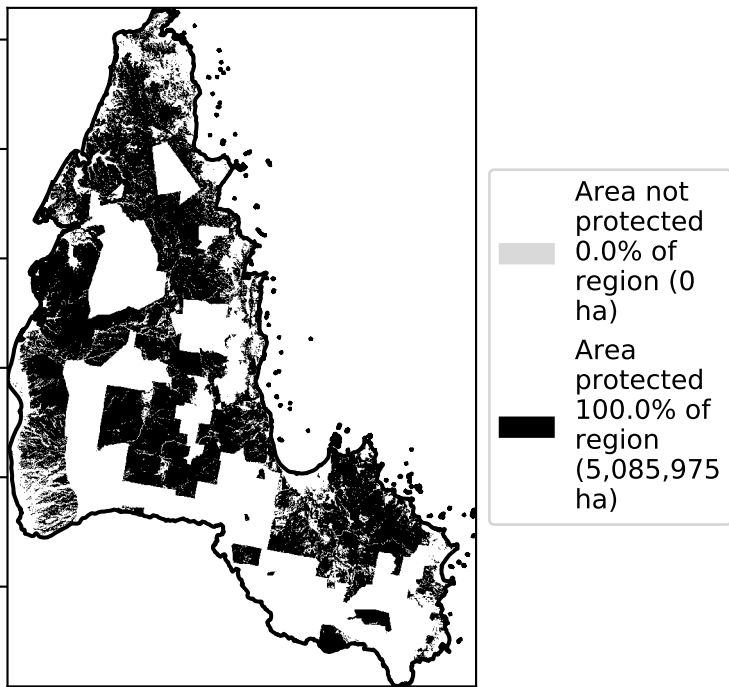 Area not
protected
0.0% of
region (0
ha)
Area
protected
100.0% of
region
(5,085,975
ha)